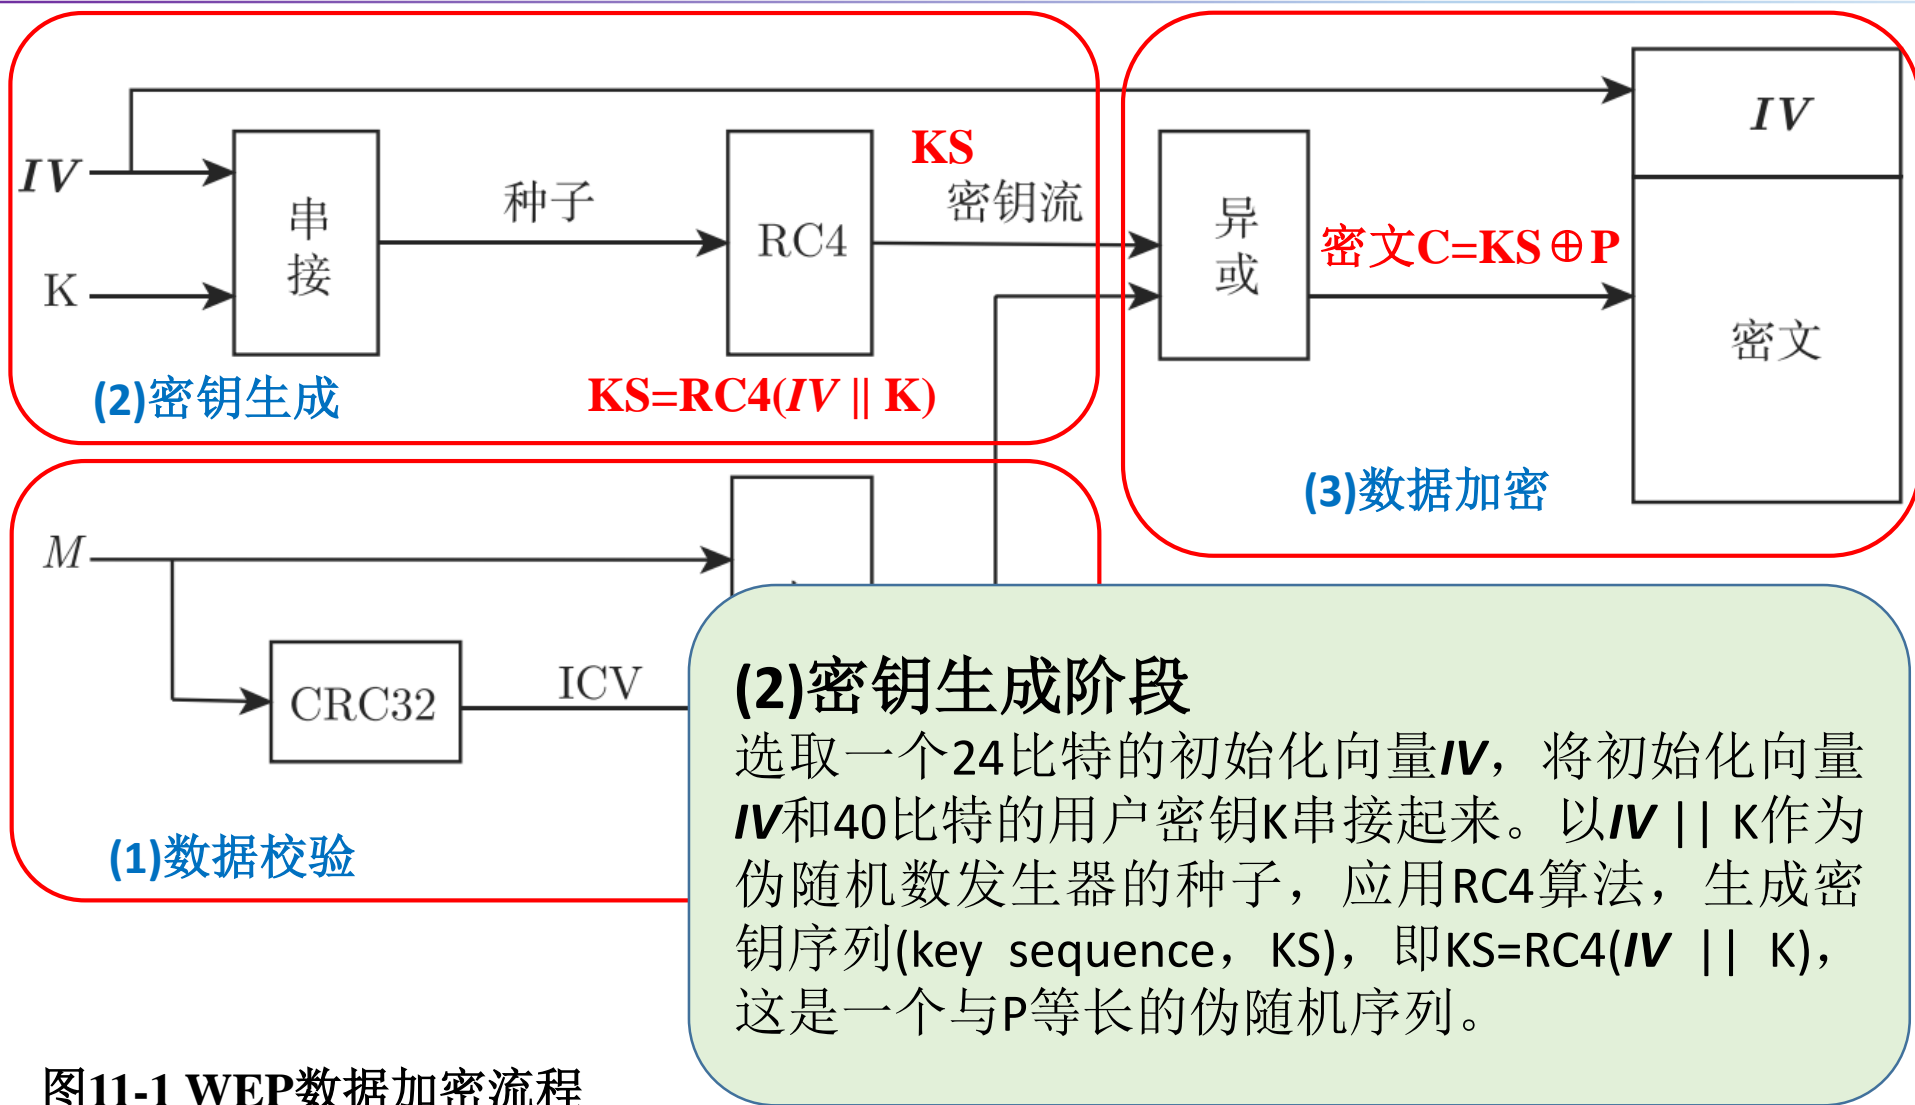 KS
IV
IV
串
接
种子
RC4
密钥流
异
或
密文C=KS⊕P
K
密文
(2)密钥生成
KS=RC4(IV || K)
(3)数据加密
M
CRC32
ICV
(1)数据校验
(2)密钥生成阶段
选取一个24比特的初始化向量IV，将初始化向量
IV和40比特的用户密钥K串接起来。以IV || K作为
伪随机数发生器的种子，应用RC4算法，生成密
钥序列(key sequence，KS)，即KS=RC4(IV || K)，
这是一个与P等长的伪随机序列。
图11-1 WEP数据加密流程